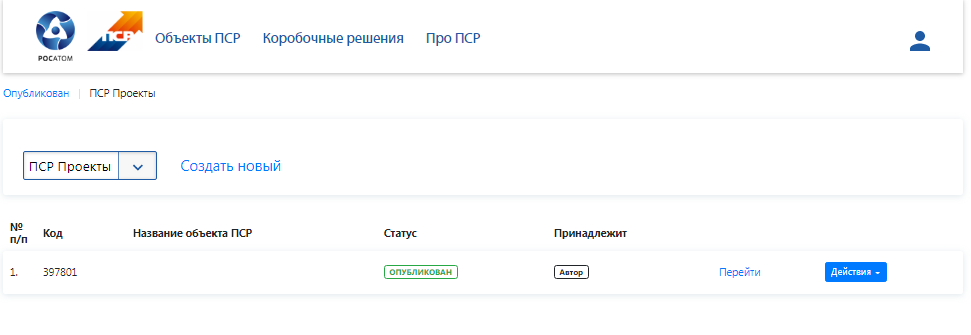 РОСАТОМ
ПСР
Объекты ПСР Коробочные решения Про ПСР
Опубликован | ПСР Проекты
ПСР Проекты Создать новый
№ п/п Код Название объекта ПСР Статус Принадлежит
1. 397801 ОПУБЛИКОВАН Автор Перейти Действия